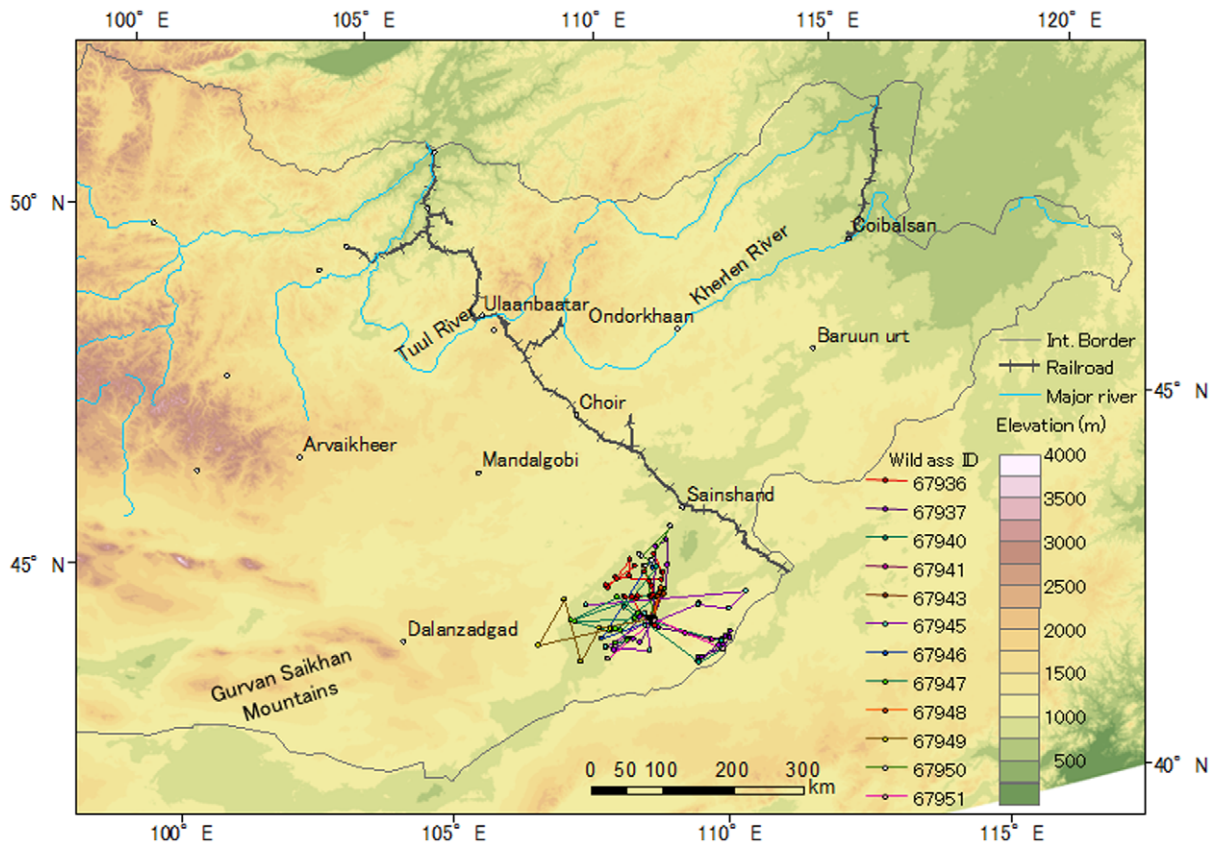 100° E 105° E 110° E 115° E 120° E
50° N
Coibalsan
Kherlen River
Ulaanbaatar
Ondorkhaan
Tuul River
Baruun urt
Int. Border
Railroad
45° N
Major river
Choir
Elevation (m)
Arvaikheer
Mandalgobi
Wild ass ID
4000
67936
Sainshand
3500
67937
67940
3000
45° N
67941
2500
67943
67945
2000
Dalanzadgad
67946
1500
Gurvan Saikhan
Mountains
67947
67948
1000
67949
500
40° N
0 50 100 200 300
km
67950
67951
100° E 105° E 110° E 115° E